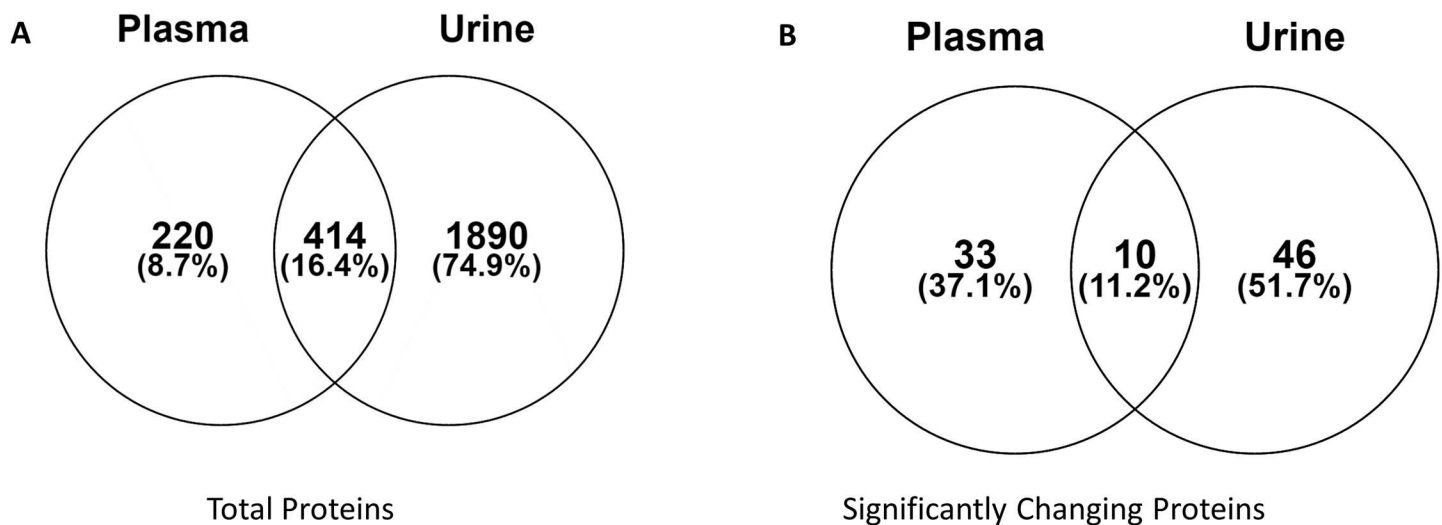 A
Plasma
Urine
220
(8.7%)
414
(16.4%)
1890
(74.9%)
Total Proteins
B
Plasma
Urine
33
(37.1%)
10
(11.2%)
46
(51.7%)
Significantly Changing Proteins